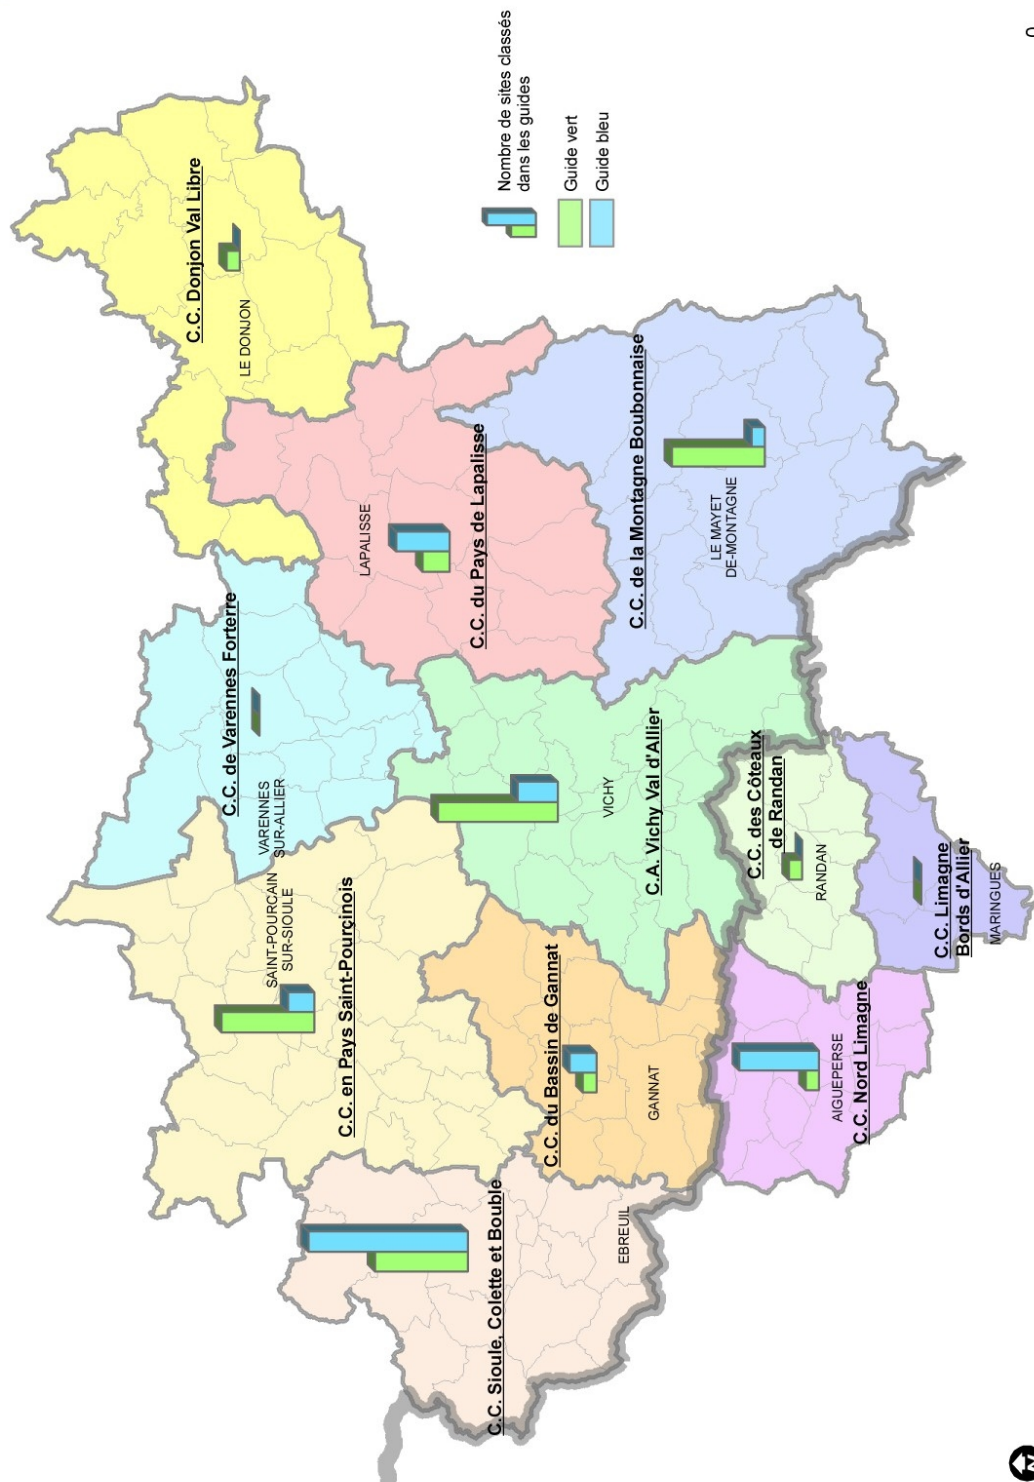 C.C. Donjon Val Libre
LE DONJON
Nombre de sites classés
dans les guides
Guide vert
Guide bleu
C.C. de Varennes Forterre
VARENNES
SUR-ALLIER
LAPALISSE
C.C. du Pays de Lapalisse
C.C. de la Montagne Boubonnaise
LE MAYET
DE-MONTAGNE
SAINT-POURCAIN
SUR-SIOULE
C.C. en Pays Saint-Pourçinois
VICHY
C.A. Vichy Val d'Allier
C.C. des Côteaux
de Randan
RANDAN
C.C. Limagne
Bords d'Allier
MARINGUES
C.C. du Bassin de Gannat
GANNAT
AIGUEPERSE
C.C. Nord Limagne
C.C. Sioule, Colette et Bouble
EBREUIL